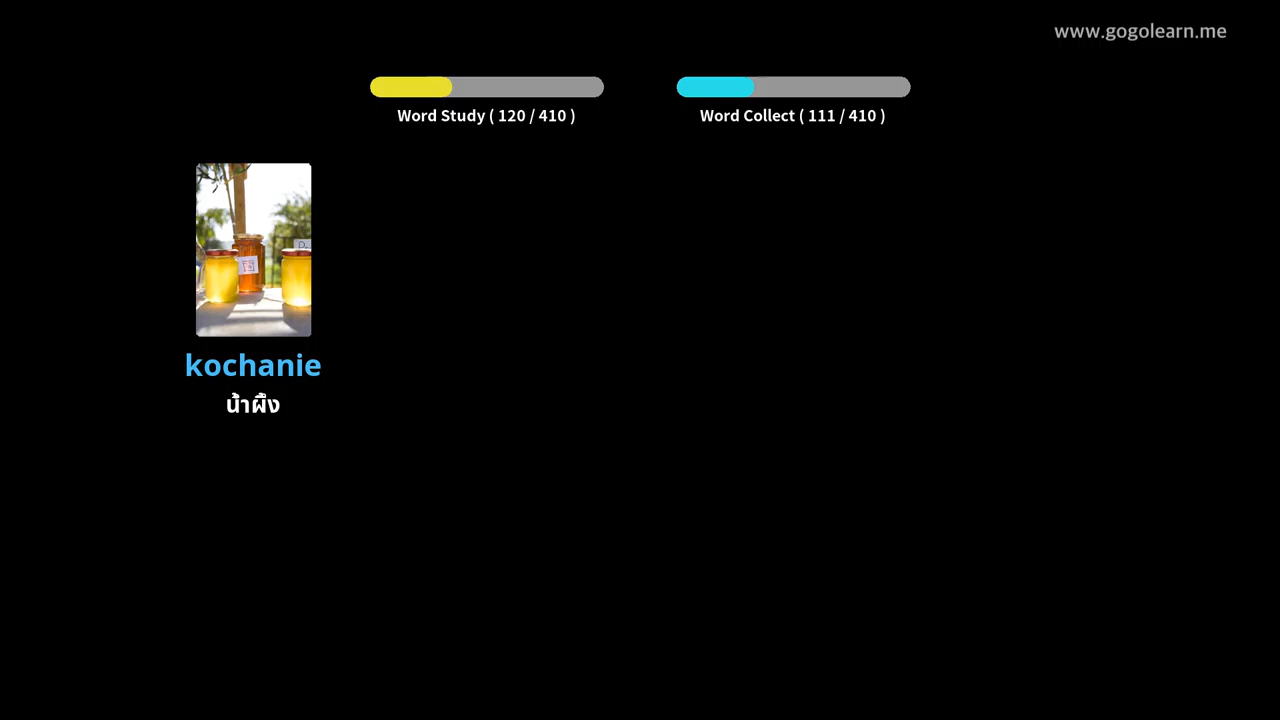 www.gogolearn.me
Word Study ( 120 / 410 )
Word Collect ( 111 / 410 )
kochanie
น้ำผึ้ง